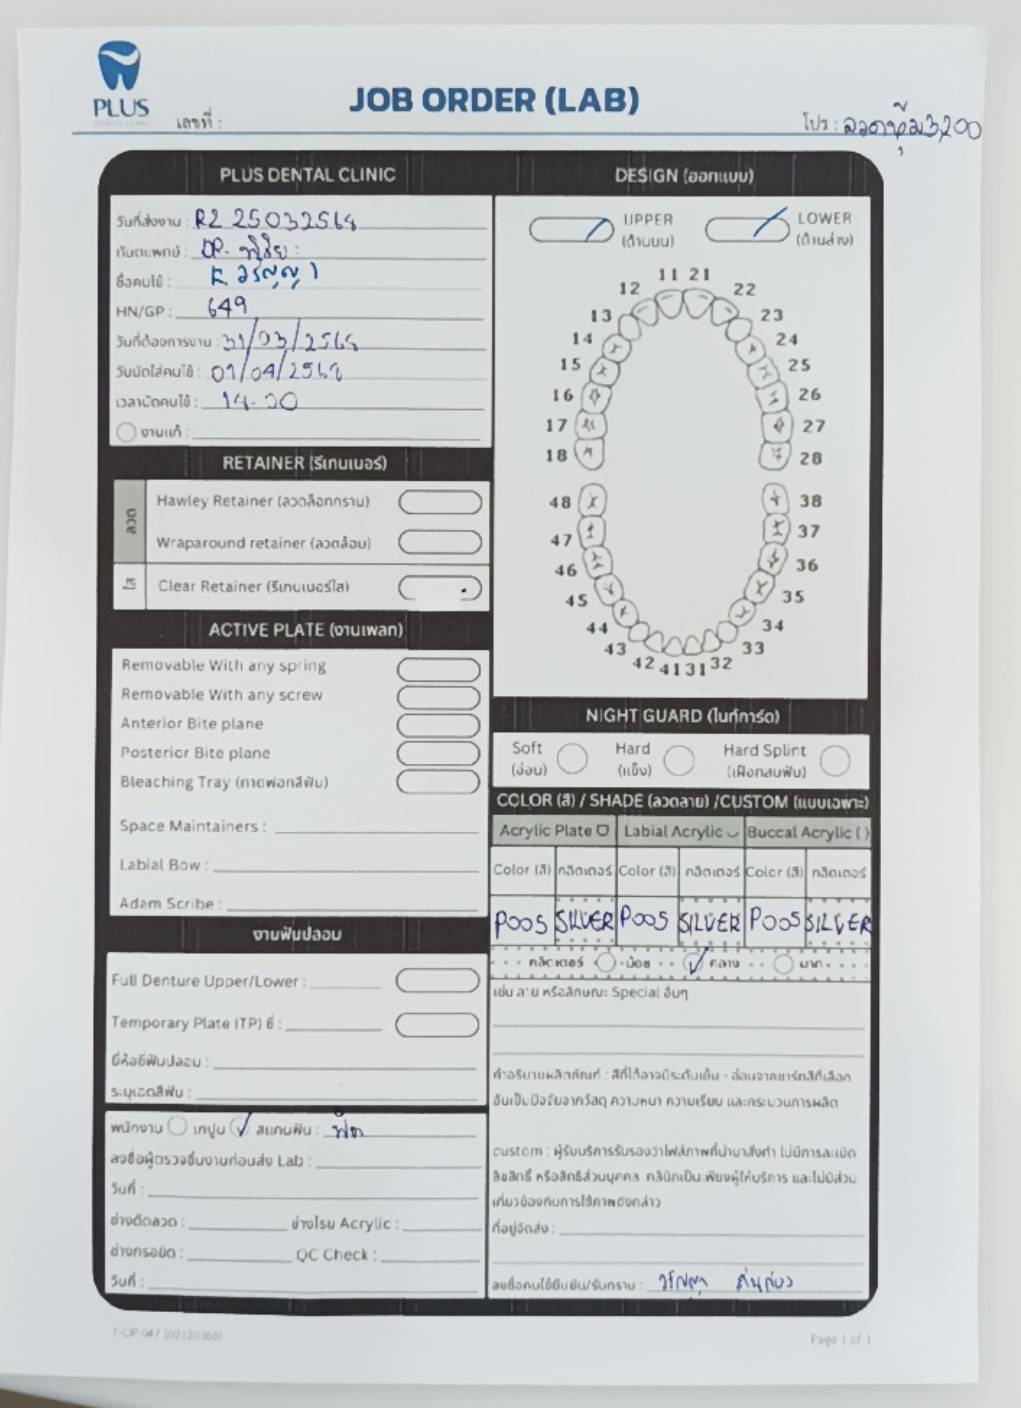 PLUS
JOB ORDER (LAB)
เลขที่ :
โปร : ลวดหุ้ม 3,200
PLUS DENTAL CLINIC
วันที่ส่งงาน : R2 25032568
ทันตแพทย์ : DR.
ชื่อคนไข้ : K
HN/GP : 649
วันที่ต้องการงาน : 31/03/2568
วันนัดใส่คนไข้ : 01/04/2568
เวลานัดคนไข้ : 14.00
งานแก้ :
RETAINER (รีเทนเนอร์)
ลวด
Hawley Retainer (ลวดล็อกกราม)
Wraparound retainer (ลวดล้อม)
ใส
Clear Retainer (รีเทนเนอร์ใส)
ACTIVE PLATE (งานเพลท)
Removable With any spring
Removable With any screw
Anterior Bite plane
Posterior Bite plane
Bleaching Tray (ถาดฟอกสีฟัน)
Space Maintainers :
Labial Bow :
Adam Scribe :
งานฟันปลอม
Full Denture Upper/Lower :
Temporary Plate (TP) ซี่ :
ยี่ห้อซี่ฟันปลอม :
ระบุเฉดสีฟัน :
พนักงาน เทปูน ✓ สแกนฟัน :
ลงชื่อผู้ตรวจชิ้นงานก่อนส่ง Lab :
วันที่ :
ช่างดัดลวด : ช่างโรย Acrylic :
ช่างกรอขัด : QC Check :
วันที่ :
DESIGN (ออกแบบ)
UPPER (ด้านบน)
LOWER (ด้านล่าง)
11 21
12 22
13 23
14 24
15 25
16 26
17 27
18 28
48 38
47 37
46 36
45 35
44 34
43 33
42 41 31 32
NIGHT GUARD (ไนท์การ์ด)
Soft (อ่อน)
Hard (แข็ง)
Hard Splint (เฝือกสบฟัน)
COLOR (สี) / SHADE (ลวดลาย) /CUSTOM (แบบเฉพาะ)
Acrylic Plate Labial Acrylic Buccal Acrylic ( )
Color (สี) กลิตเตอร์ Color (สี) กลิตเตอร์ Color (สี) กลิตเตอร์
P005 SILVER P005 SILVER P005 SILVER
กลิตเตอร์ น้อย ✓ กลาง มาก
เช่น ลาย หรือลักษณะ Special อื่นๆ
คำอธิบายผลิตภัณฑ์ : สีที่ได้อาจมีระดับเข้ม - อ่อนจากชาร์ทสีที่เลือก
อันเป็นปัจจัยจากวัสดุ ความหนา ความเรียบ และกระบวนการผลิต
custom : ผู้รับบริการรับรองว่าไฟล์ภาพที่นำมาสั่งทำ ไม่มีการละเมิด
ลิขสิทธิ์ หรือสิทธิส่วนบุคคล คลินิกเป็นเพียงผู้ให้บริการ และไม่มีส่วน
เกี่ยวข้องกับการใช้ภาพดังกล่าว
ที่อยู่จัดส่ง :
ลงชื่อคนไข้ยืนยัน/รับทราบ :
Page 1 of 1